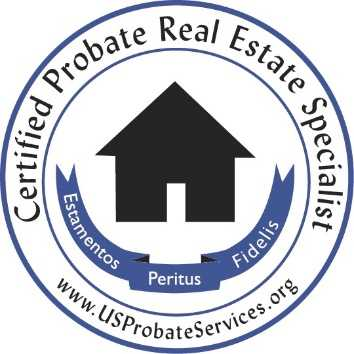 Certified Probate Real Estate Specialist
Estamentos
Peritus
Fidelis
www.USProbateServices.org